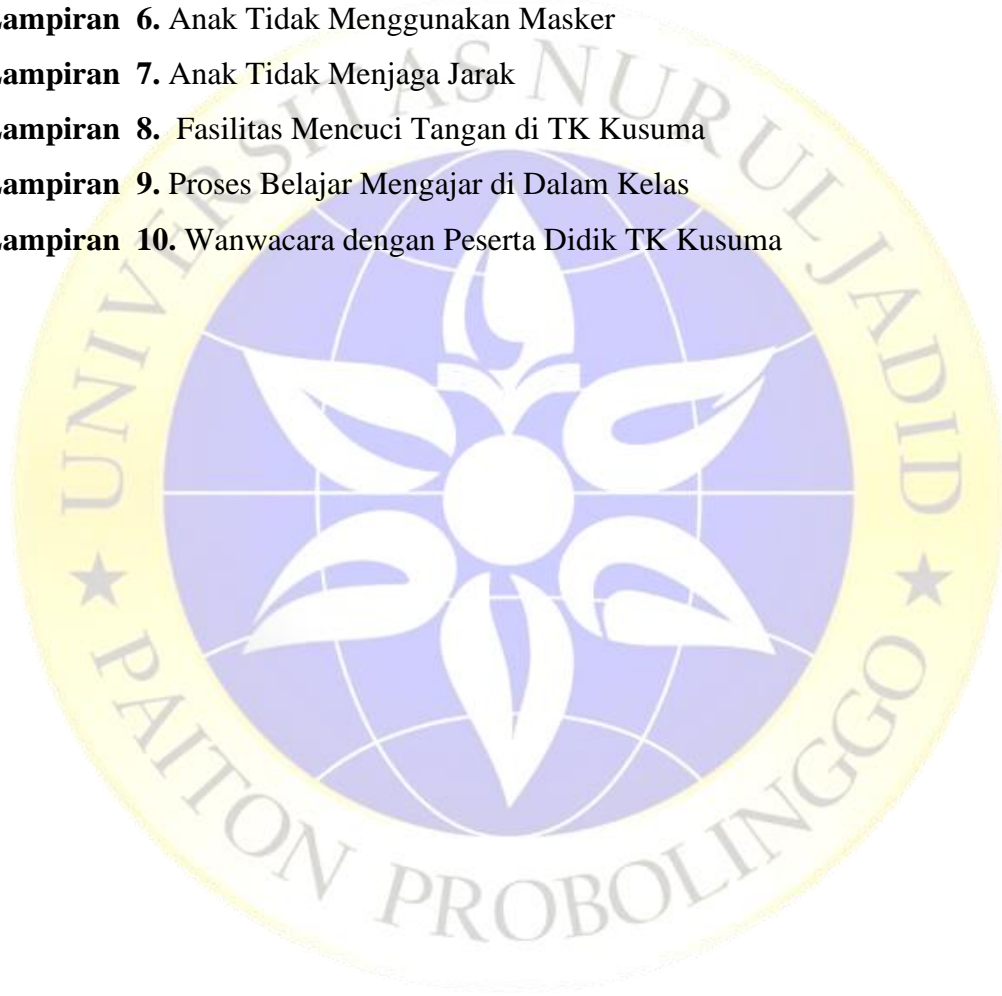 ampiran 6. Anak Tidak Menggunakan Masker
ampiran 7. Anak Tidak Menjaga Jarak
ampiran 8. Fasilitas Mencuci Tangan di TK Kusuma
ampiran 9. Proses Belajar Mengajar di Dalam Kelas
ampiran 10. Wanwacara dengan Peserta Didik TK Kusuma
UNIVERSITAS NURUL JADID
PAITON PROBOLINGGO